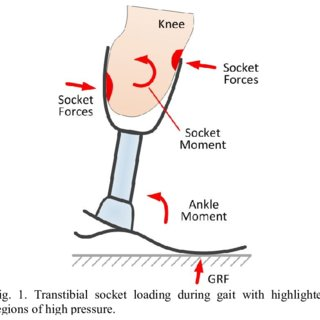 Knee
Socket
Forces
Socket
Forces
Socket
Moment
Ankle
Moment
GRF
ig. 1. Transtibial socket loading during gait with highlighte
egions of high pressure.